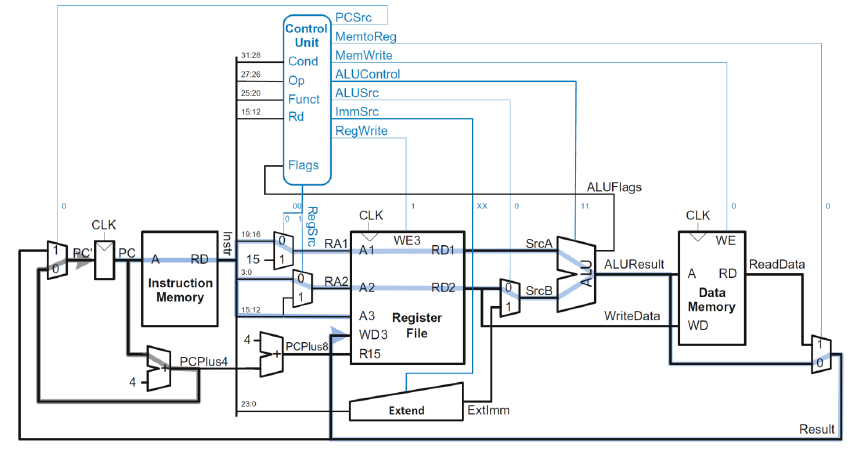 PCSrc
Control
Unit
MemtoReg
31:28
Cond
MemWrite
27:26
Op
ALUControl
25:20
Funct
ALUSrc
15:12
Rd
ImmSrc
RegWrite
Flags
ALUFlags
0
00
0 1
1
XX
0
11
0
0
RegSrc
CLK
CLK
CLK
Instr
1
0
PC'
PC
A
RD
Instruction
Memory
19:16
0
15
1
RA1
A1
WE3
RD1
SrcA
ALU
ALUResult
WE
A
RD
ReadData
Data
Memory
3:0
0
1
RA2
A2
RD2
0
1
SrcB
15:12
A3
Register
File
WriteData
WD
WD3
R15
4
+
PCPlus8
PCPlus4
4
+
1
0
23:0
Extend
ExtImm
Result